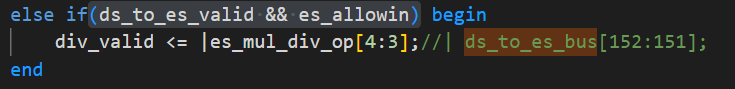 else if(ds_to_es_valid && es_allowin) begin
    div_valid <= |es_mul_div_op[4:3];//| ds_to_es_bus[152:151];
end